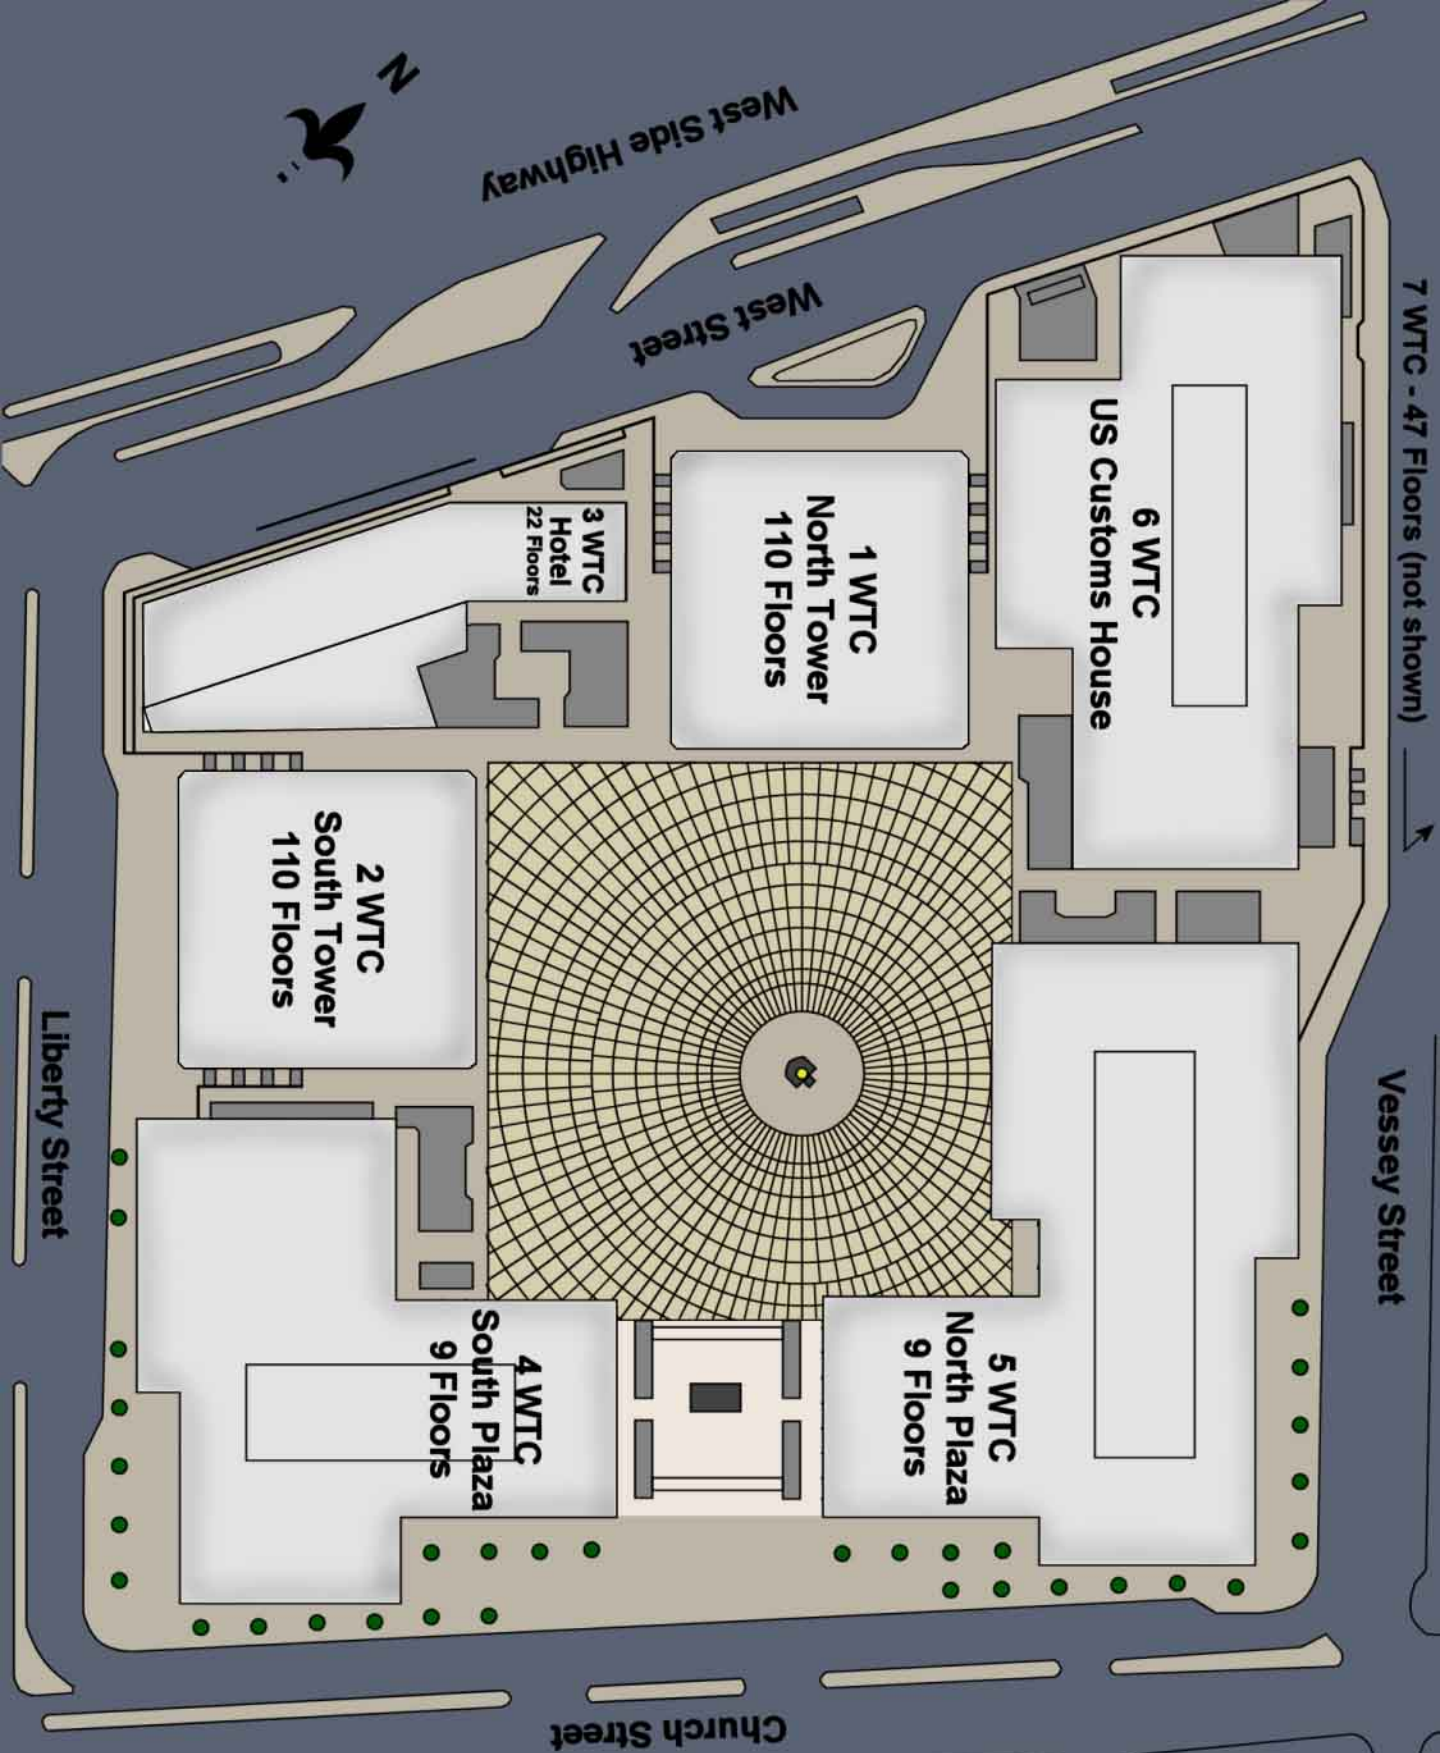 N
West Side Highway
West Street
7 WTC - 47 Floors (not shown)
6 WTC
US Customs House
1 WTC
North Tower
110 Floors
3 WTC
Hotel
22 Floors
2 WTC
South Tower
110 Floors
Liberty Street
Vessey Street
5 WTC
North Plaza
9 Floors
4 WTC
South Plaza
9 Floors
Church Street